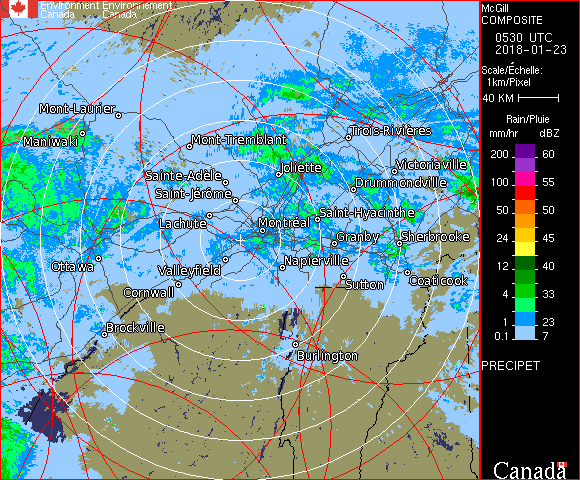 Environment Environnement
Canada Canada
McGill
COMPOSITE
0530 UTC
2018-01-23
Scale/Échelle:
1km/Pixel
40 KM
Rain/Pluie
mm/hr dBZ
200 60
100 55
50 50
24 45
12 40
4 33
1 23
0.1 7
PRECIPET
Canada
Mont-Laurier
Maniwaki
Mont-Tremblant
Trois-Rivières
Joliette
Victoriaville
Sainte-Adèle
Drummondville
Saint-Jérôme
Saint-Hyacinthe
Lachute
Montréal
Granby
Sherbrooke
Ottawa
Valleyfield
Napierville
Sutton
Coaticook
Cornwall
Brockville
Burlington